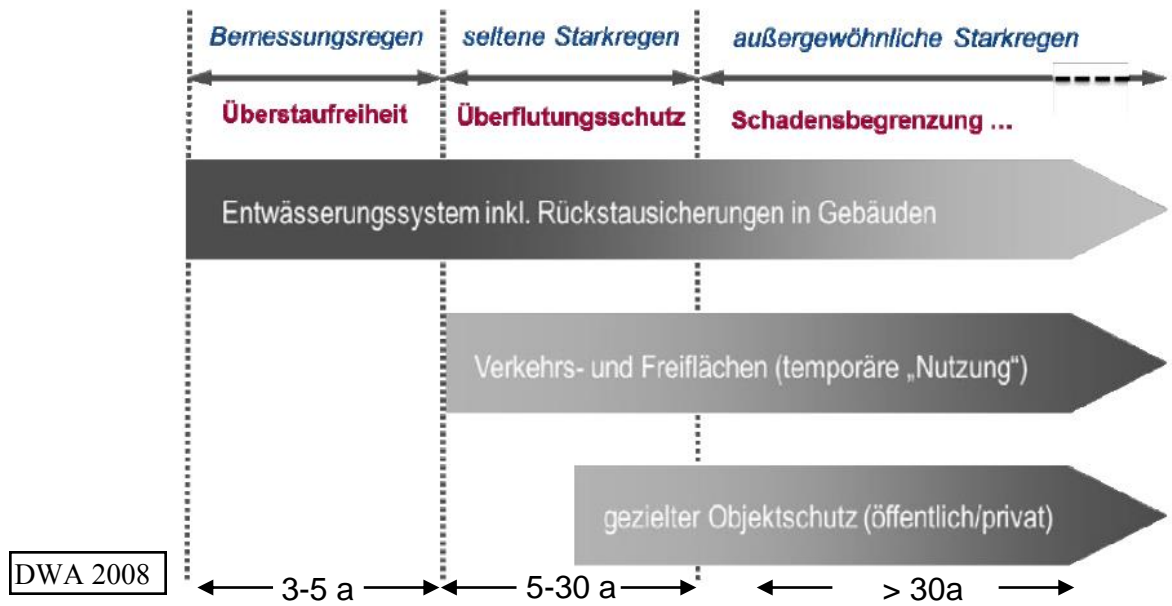 Bemessungsregen seltene Starkregen außergewöhnliche Starkregen
Überstaufreiheit Überflutungsschutz Schadensbegrenzung ...
Entwässerungssystem inkl. Rückstausicherungen in Gebäuden
Verkehrs- und Freiflächen (temporäre „Nutzung“)
gezielter Objektschutz (öffentlich/privat)
DWA 2008 3-5 a 5-30 a > 30a